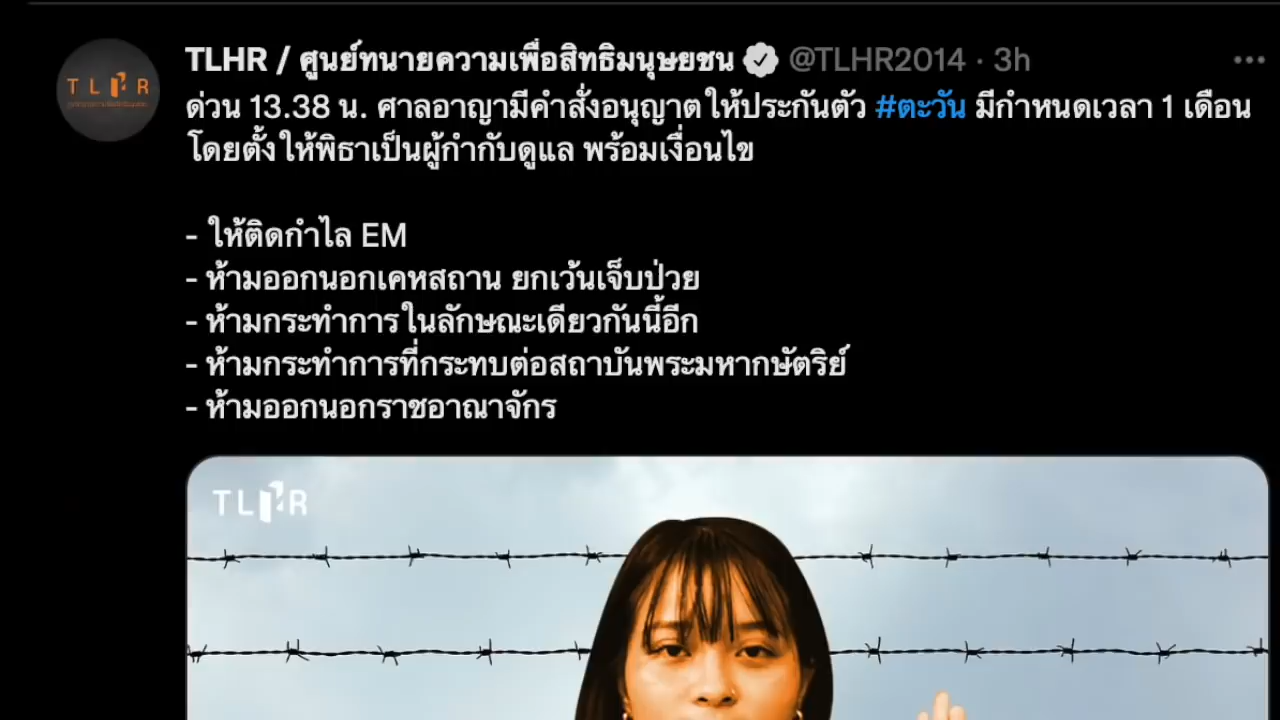 TLHR / ศูนย์ทนายความเพื่อสิทธิมนุษยชน @TLHR2014 · 3h
ด่วน 13.38 น. ศาลอาญามีคำสั่งอนุญาตให้ประกันตัว #ตะวัน มีกำหนดเวลา 1 เดือน
โดยตั้งให้พิธาเป็นผู้กำกับดูแล พร้อมเงื่อนไข
- ให้ติดกำไล EM
- ห้ามออกนอกเคหสถาน ยกเว้นเจ็บป่วย
- ห้ามกระทำการในลักษณะเดียวกันนี้อีก
- ห้ามกระทำการที่กระทบต่อสถาบันพระมหากษัตริย์
- ห้ามออกนอกราชอาณาจักร
TLHR
TLHR